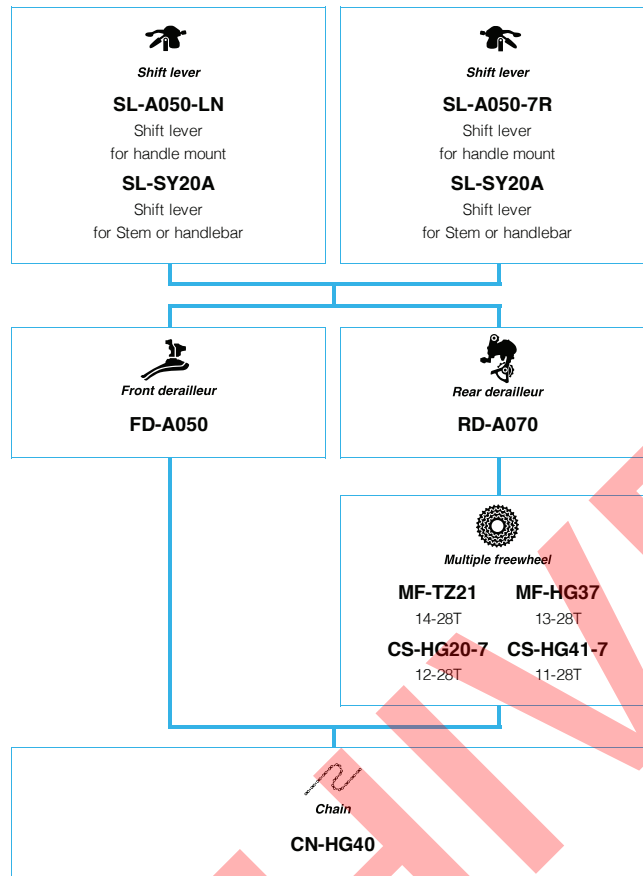 Shift lever
SL-A050-LN
Shift lever
for handle mount
SL-SY20A
Shift lever
for Stem or handlebar
Shift lever
SL-A050-7R
Shift lever
for handle mount
SL-SY20A
Shift lever
for Stem or handlebar
Front derailleur
FD-A050
Rear derailleur
RD-A070
Multiple freewheel
MF-TZ21 MF-HG37
14-28T 13-28T
CS-HG20-7 CS-HG41-7
12-28T 11-28T
Chain
CN-HG40